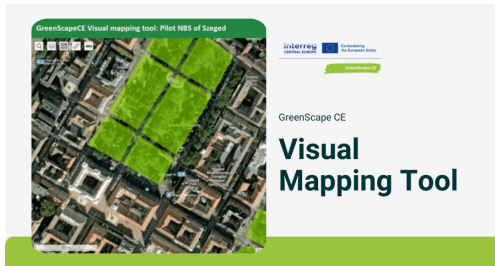 GreenScapeCE Visual mapping tool: Pilot NBS of Szeged
Interreg
CENTRAL EUROPE
Co-funded by
the European Union
GreenScape CE
GreenScape CE
Visual
Mapping Tool